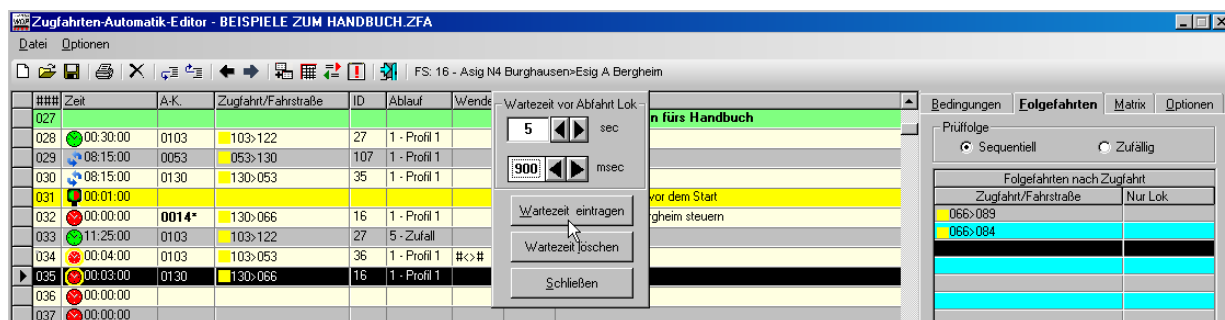 Zugfahrten-Automatik-Editor - BEISPIELE ZUM HANDBUCH.ZFA
Datei Optionen
FS: 16 - Asig N4 Burghausen>Esig A Bergheim
### Zeit A-K. Zugfahrt/Fahrstraße ID Ablauf Wende
027 n fürs Handbuch
028 00:30:00 0103 103>122 27 1 - Profil 1
029 08:15:00 0053 053>130 107 1 - Profil 1
030 08:15:00 0130 130>053 35 1 - Profil 1
031 00:01:00 vor dem Start
032 00:00:00 0014* 130>066 16 1 - Profil 1 rgheim steuern
033 11:25:00 0103 103>122 27 5 - Zufall
034 00:04:00 0103 103>053 36 1 - Profil 1 #<>#
035 00:03:00 0130 130>066 16 1 - Profil 1
036 00:00:00
037 00:00:00
Wartezeit vor Abfahrt Lok
5 sec
900 msec
Wartezeit eintragen
Wartezeit löschen
Schließen
Bedingungen Folgefahrten Matrix Optionen
Prüffolge
Sequentiell Zufällig
Folgefahrten nach Zugfahrt
Zugfahrt/Fahrstraße Nur Lok
066>089
066>084